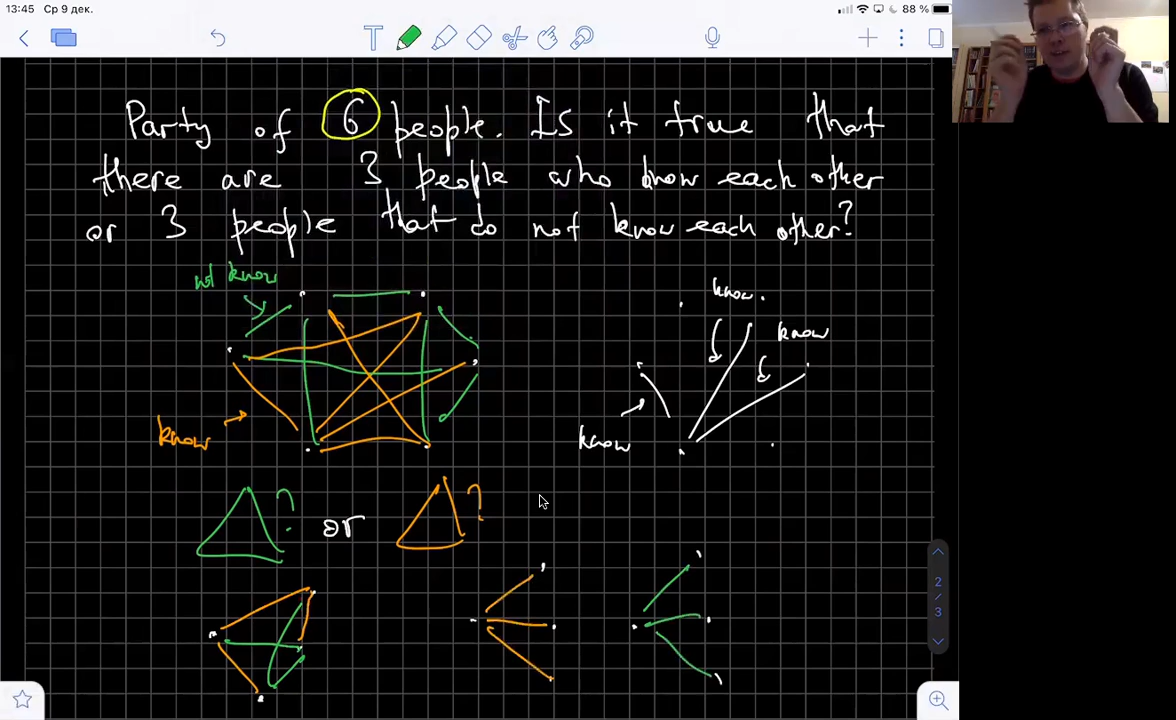 13:45 Ср 9 дек.
88 %
Party of 6 people. Is it true that
there are 3 people who know each other
or 3 people that do not know each other?
not know
know
know
know
know
? or ?
2
/
3